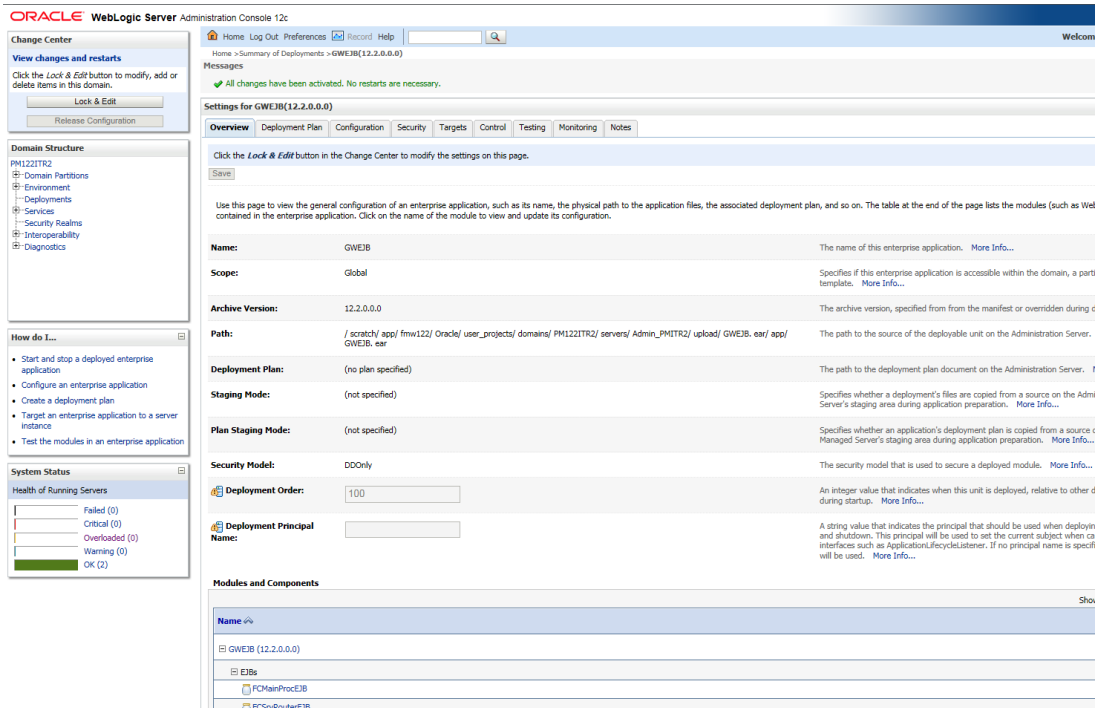 ORACLE WebLogic Server Administration Console 12c
Change Center
View changes and restarts
Click the Lock & Edit button to modify, add or
delete items in this domain.
Lock & Edit
Release Configuration
Domain Structure
PM122ITR2
Domain Partitions
Environment
Deployments
Services
Security Realms
Interoperability
Diagnostics
How do I...
Start and stop a deployed enterprise
application
Configure an enterprise application
Create a deployment plan
Target an enterprise application to a server
instance
Test the modules in an enterprise application
System Status
Health of Running Servers
Failed (0)
Critical (0)
Overloaded (0)
Warning (0)
OK (2)
Home Log Out Preferences Record Help
Welcom
Home >Summary of Deployments >GWEJB(12.2.0.0.0)
Messages
All changes have been activated. No restarts are necessary.
Settings for GWEJB(12.2.0.0.0)
Overview Deployment Plan Configuration Security Targets Control Testing Monitoring Notes
Click the Lock & Edit button in the Change Center to modify the settings on this page.
Save
Use this page to view the general configuration of an enterprise application, such as its name, the physical path to the application files, the associated deployment plan, and so on. The table at the end of the page lists the modules (such as Web
contained in the enterprise application. Click on the name of the module to view and update its configuration.
Name: GWEJB The name of this enterprise application. More Info...
Scope: Global Specifies if this enterprise application is accessible within the domain, a parti
template. More Info...
Archive Version: 12.2.0.0.0 The archive version, specified from from the manifest or overridden during d
Path: / scratch/ app/ fmw122/ Oracle/ user_projects/ domains/ PM122ITR2/ servers/ Admin_PMITR2/ upload/ GWEJB. ear/ app/ The path to the source of the deployable unit on the Administration Server.
GWEJB. ear
Deployment Plan: (no plan specified) The path to the deployment plan document on the Administration Server.
Staging Mode: (not specified) Specifies whether a deployment's files are copied from a source on the Admi
Server's staging area during application preparation. More Info...
Plan Staging Mode: (not specified) Specifies whether an application's deployment plan is copied from a source o
Managed Server's staging area during application preparation. More Info...
Security Model: DDOnly The security model that is used to secure a deployed module. More Info...
Deployment Order: 100 An integer value that indicates when this unit is deployed, relative to other d
during startup. More Info...
Deployment Principal A string value that indicates the principal that should be used when deployin
Name: and shutdown. This principal will be used to set the current subject when ca
interfaces such as ApplicationLifecycleListener. If no principal name is specifi
will be used. More Info...
Modules and Components
Show
Name
GWEJB (12.2.0.0.0)
EJBs
FCMainProcEJB
FCSrvRouterEJB